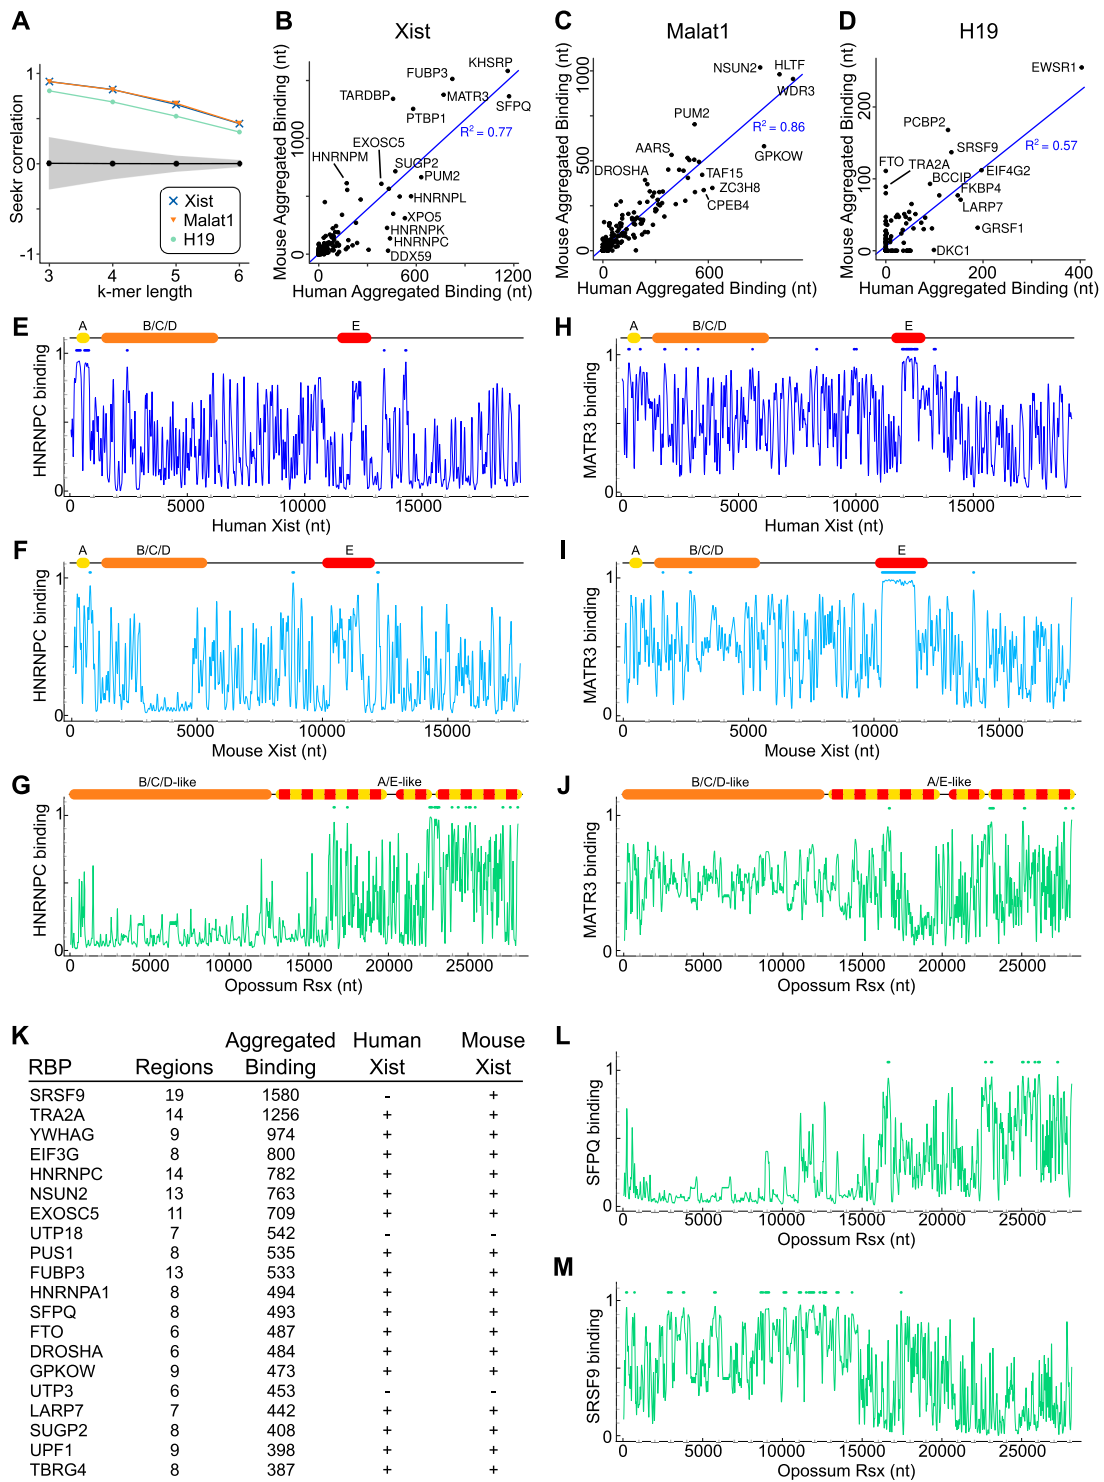 A
Seekr correlation
1
0
-1
3
4
5
6
k-mer length
Xist
Malat1
H19
B
Xist
Mouse Aggregated Binding (nt)
1000
0
0
600
1200
Human Aggregated Binding (nt)
KHSRP
FUBP3
TARDBP
MATR3
SFPQ
PTBP1
R² = 0.77
EXOSC5
HNRNPM
SUGP2
PUM2
HNRNPL
XPO5
HNRNPK
HNRNPC
DDX59
C
Malat1
Mouse Aggregated Binding (nt)
1000
500
0
0
600
Human Aggregated Binding (nt)
NSUN2
HLTF
WDR3
PUM2
R² = 0.86
AARS
GPKOW
DROSHA
TAF15
ZC3H8
CPEB4
D
H19
Mouse Aggregated Binding (nt)
200
0
0
200
400
Human Aggregated Binding (nt)
EWSR1
PCBP2
SRSF9
R² = 0.57
FTO
TRA2A
EIF4G2
BCCIP
FKBP4
LARP7
GRSF1
DKC1
E
A
B/C/D
E
HNRNPC binding
1
0
0
5000
10000
15000
Human Xist (nt)
H
A
B/C/D
E
MATR3 binding
1
0
0
5000
10000
15000
Human Xist (nt)
F
A
B/C/D
E
HNRNPC binding
1
0
0
5000
10000
15000
Mouse Xist (nt)
I
A
B/C/D
E
MATR3 binding
1
0
0
5000
10000
15000
Mouse Xist (nt)
G
B/C/D-like
A/E-like
HNRNPC binding
1
0
0
5000
10000
15000
20000
25000
Opossum Rsx (nt)
J
B/C/D-like
A/E-like
MATR3 binding
1
0
0
5000
10000
15000
20000
25000
Opossum Rsx (nt)
K
RBP Regions Aggregated Binding Human Xist Mouse Xist
SRSF9 19 1580 - +
TRA2A 14 1256 + +
YWHAG 9 974 + +
EIF3G 8 800 + +
HNRNPC 14 782 + +
NSUN2 13 763 + +
EXOSC5 11 709 + +
UTP18 7 542 - -
PUS1 8 535 + +
FUBP3 13 533 + +
HNRNPA1 8 494 + +
SFPQ 8 493 + +
FTO 6 487 + +
DROSHA 6 484 + +
GPKOW 9 473 + +
UTP3 6 453 - -
LARP7 7 442 + +
SUGP2 8 408 + +
UPF1 9 398 + +
TBRG4 8 387 + +
L
SFPQ binding
1
0
0
5000
10000
15000
20000
25000
Opossum Rsx (nt)
M
SRSF9 binding
1
0
0
5000
10000
15000
20000
25000
Opossum Rsx (nt)